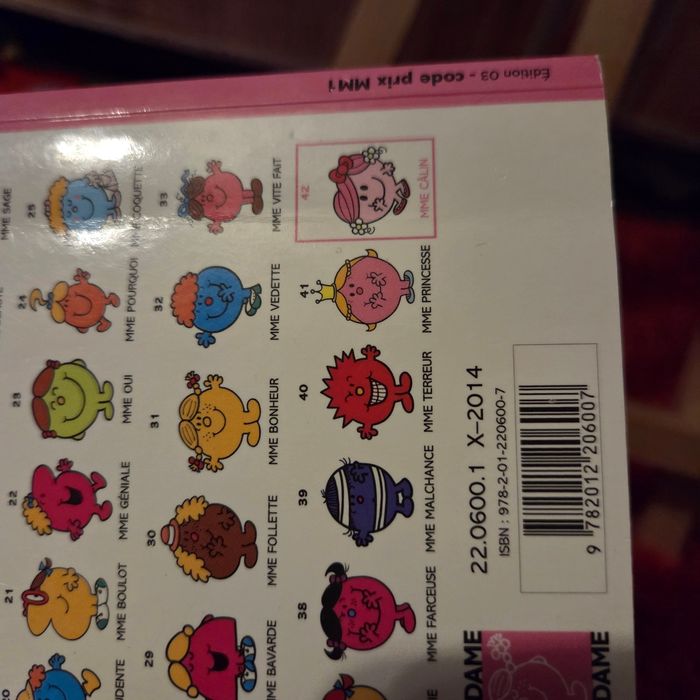 MME SAGE
21 22 23 24 25
MME BOULOT MME GÉNIALE MME OUI MME POURQUOI MME COQUETTE
29 30 31 32 33
MME BAVARDE MME FOLLETTE MME BONHEUR MME VEDETTE MME VITE FAIT
38 39 40 41 42
MME FARCEUSE MME MALCHANCE MME TERREUR MME PRINCESSE MME CÂLIN
22.0600.1 X-2014
ISBN : 978-2-01-220600-7
9 782012 206007
DAME
DAME
Édition 03 - code prix MM1